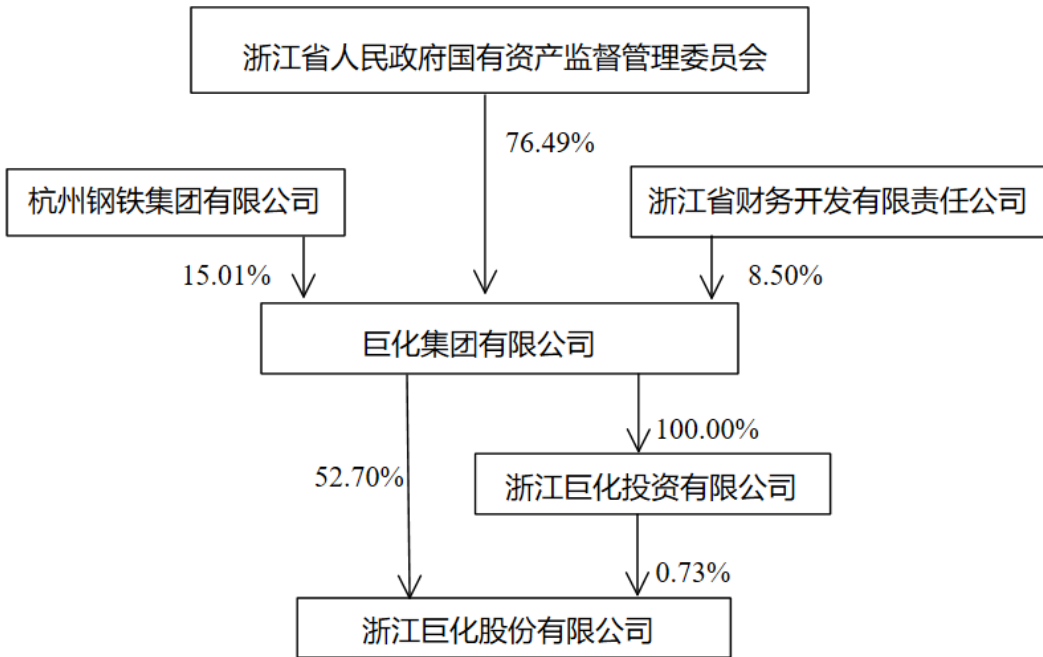 浙江省人民政府国有资产监督管理委员会
76.49%
杭州钢铁集团有限公司
浙江省财务开发有限责任公司
15.01%
8.50%
巨化集团有限公司
100.00%
52.70%
浙江巨化投资有限公司
0.73%
浙江巨化股份有限公司